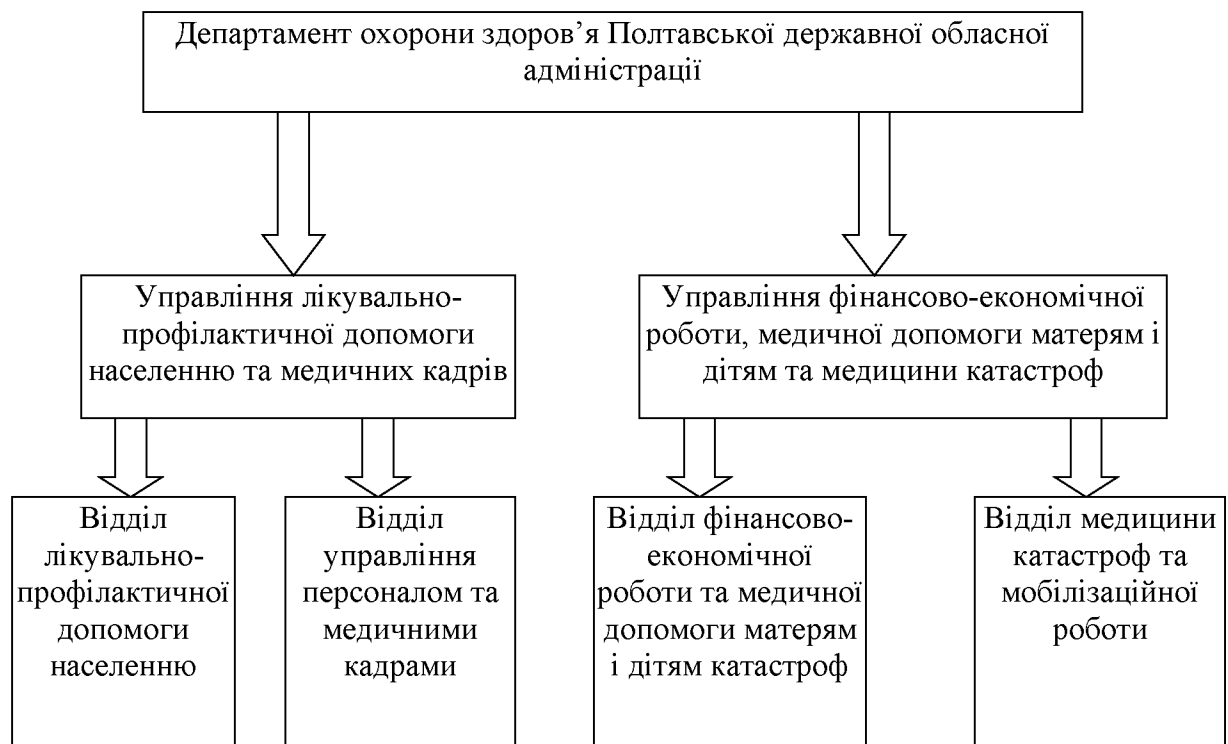 Департамент охорони здоров’я Полтавської державної обласної
адміністрації
Управління лікувально-
профілактичної допомоги
населенню та медичних кадрів
Управління фінансово-економічної
роботи, медичної допомоги матерям і
дітям та медицини катастроф
Відділ
лікувально-
профілактичної
допомоги
населенню
Відділ
управління
персоналом та
медичними
кадрами
Відділ фінансово-
економічної
роботи та медичної
допомоги матерям
і дітям катастроф
Відділ медицини
катастроф та
мобілізаційної
роботи